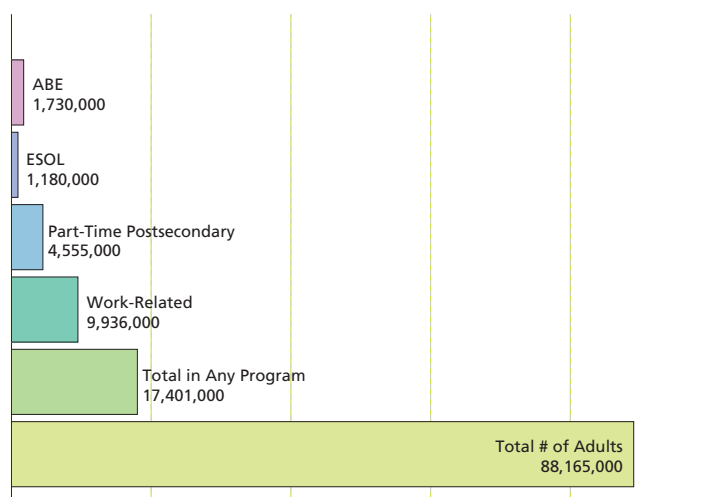 ABE
1,730,000
ESOL
1,180,000
Part-Time Postsecondary
4,555,000
Work-Related
9,936,000
Total in Any Program
17,401,000
Total # of Adults
88,165,000